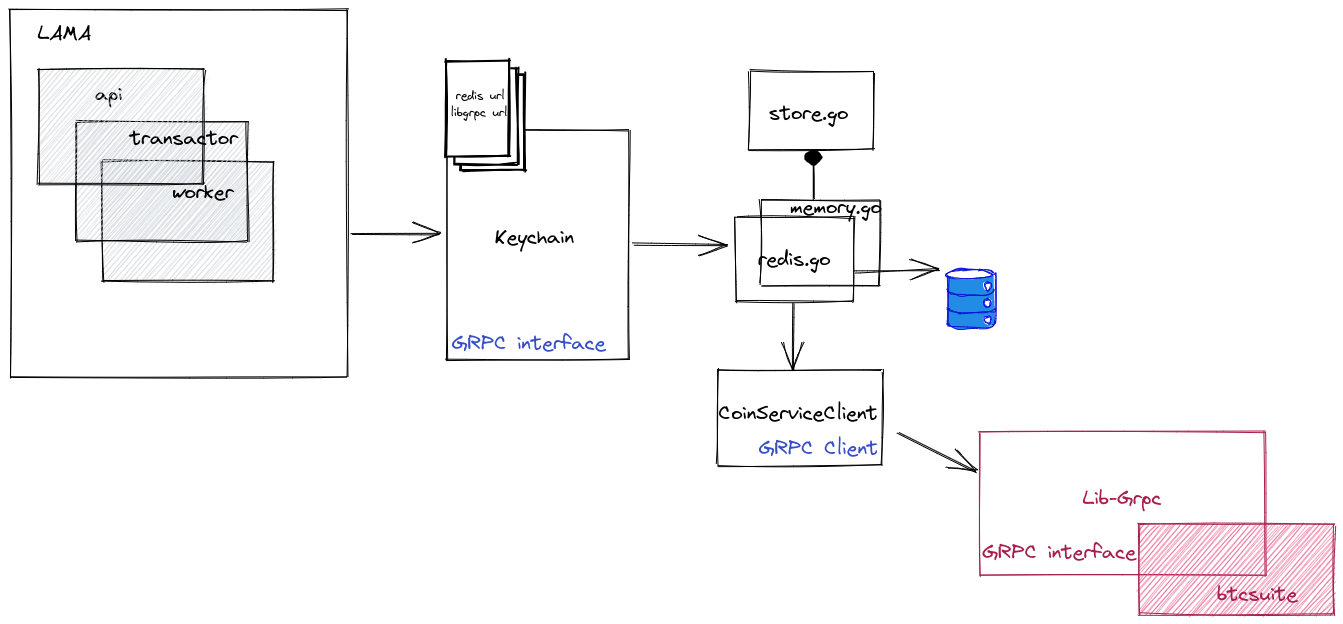 LAMA
api
transactor
worker
redis url
libgrpc url
Keychain
GRPC interface
store.go
memory.go
redis.go
CoinServiceClient
GRPC Client
Lib-Grpc
GRPC interface
btcsuite